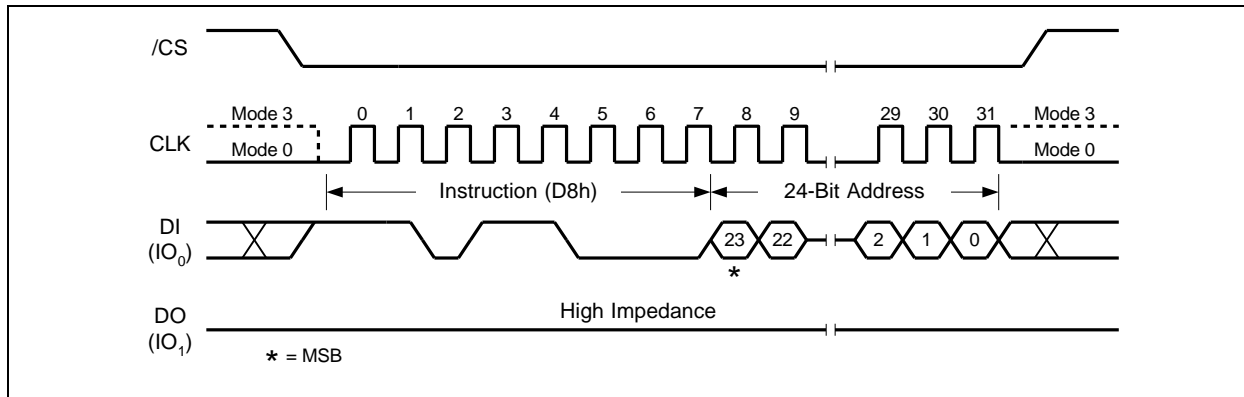 /CS
Mode 3 0 1 2 3 4 5 6 7 8 9 29 30 31 Mode 3
CLK
Mode 0 Mode 0
Instruction (D8h) 24-Bit Address
DI
(IO₀)
23 22 2 1 0
*
DO
(IO₁)
High Impedance
* = MSB